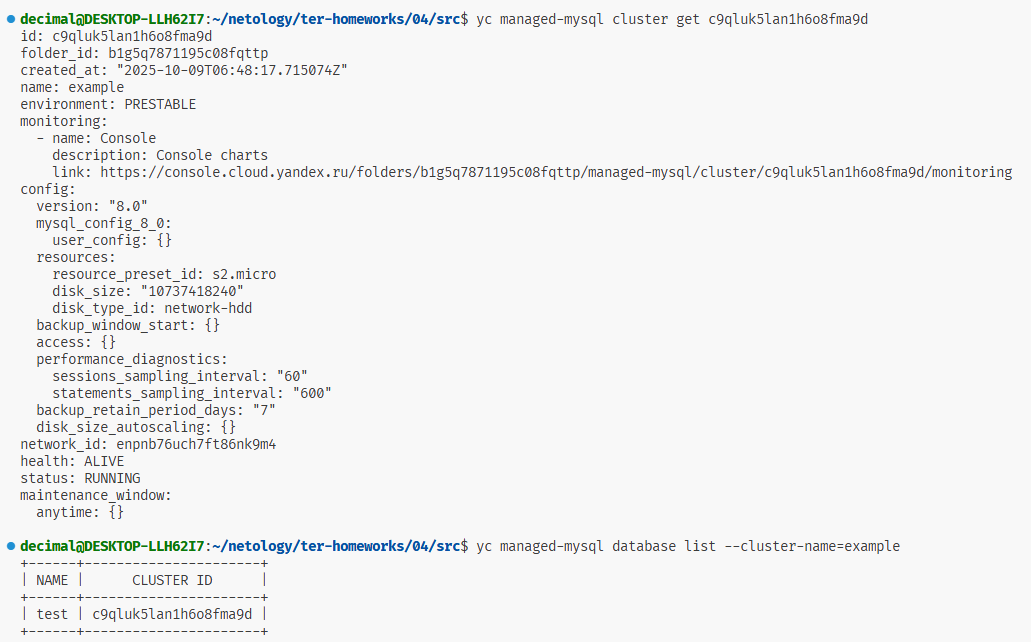 decimal@DESKTOP-LLH62I7:~/netology/ter-homeworks/04/src$ yc managed-mysql cluster get c9qluk5lan1h6o8fma9d
id: c9qluk5lan1h6o8fma9d
folder_id: b1g5q7871195c08fqttp
created_at: "2025-10-09T06:48:17.715074Z"
name: example
environment: PRESTABLE
monitoring:
  - name: Console
    description: Console charts
    link: https://console.cloud.yandex.ru/folders/b1g5q7871195c08fqttp/managed-mysql/cluster/c9qluk5lan1h6o8fma9d/monitoring
config:
  version: "8.0"
  mysql_config_8_0:
    user_config: {}
  resources:
    resource_preset_id: s2.micro
    disk_size: "10737418240"
    disk_type_id: network-hdd
  backup_window_start: {}
  access: {}
  performance_diagnostics:
    sessions_sampling_interval: "60"
    statements_sampling_interval: "600"
  backup_retain_period_days: "7"
  disk_size_autoscaling: {}
network_id: enpnb76uch7ft86nk9m4
health: ALIVE
status: RUNNING
maintenance_window:
  anytime: {}
decimal@DESKTOP-LLH62I7:~/netology/ter-homeworks/04/src$ yc managed-mysql database list --cluster-name=example
+------+----------------------+
| NAME |      CLUSTER ID      |
+------+----------------------+
| test | c9qluk5lan1h6o8fma9d |
+------+----------------------+